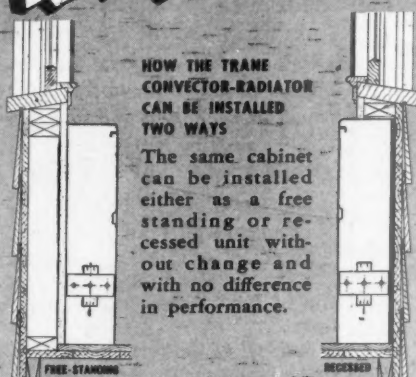 HOW THE TRANE
CONVECTOR-RADIATOR
CAN BE INSTALLED
TWO WAYS
The same cabinet
can be installed
either as a free
standing or re-
cessed unit with-
out change and
with no difference
in performance.
FREE-STANDING
RECESSED